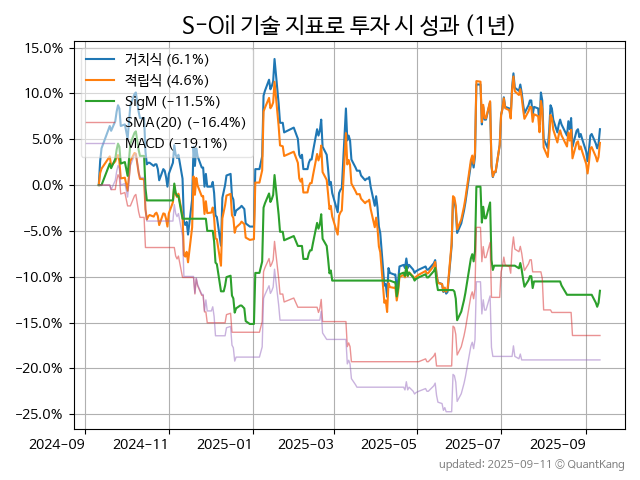 S-Oil 기술 지표로 투자 시 성과 (1년)
15.0%
10.0%
5.0%
0.0%
−5.0%
−10.0%
−15.0%
−20.0%
−25.0%
거치식 (6.1%)
적립식 (4.6%)
SigM (−11.5%)
SMA(20) (−16.4%)
MACD (−19.1%)
2024-09
2024-11
2025-01
2025-03
2025-05
2025-07
2025-09
updated: 2025-09-11 © QuantKang